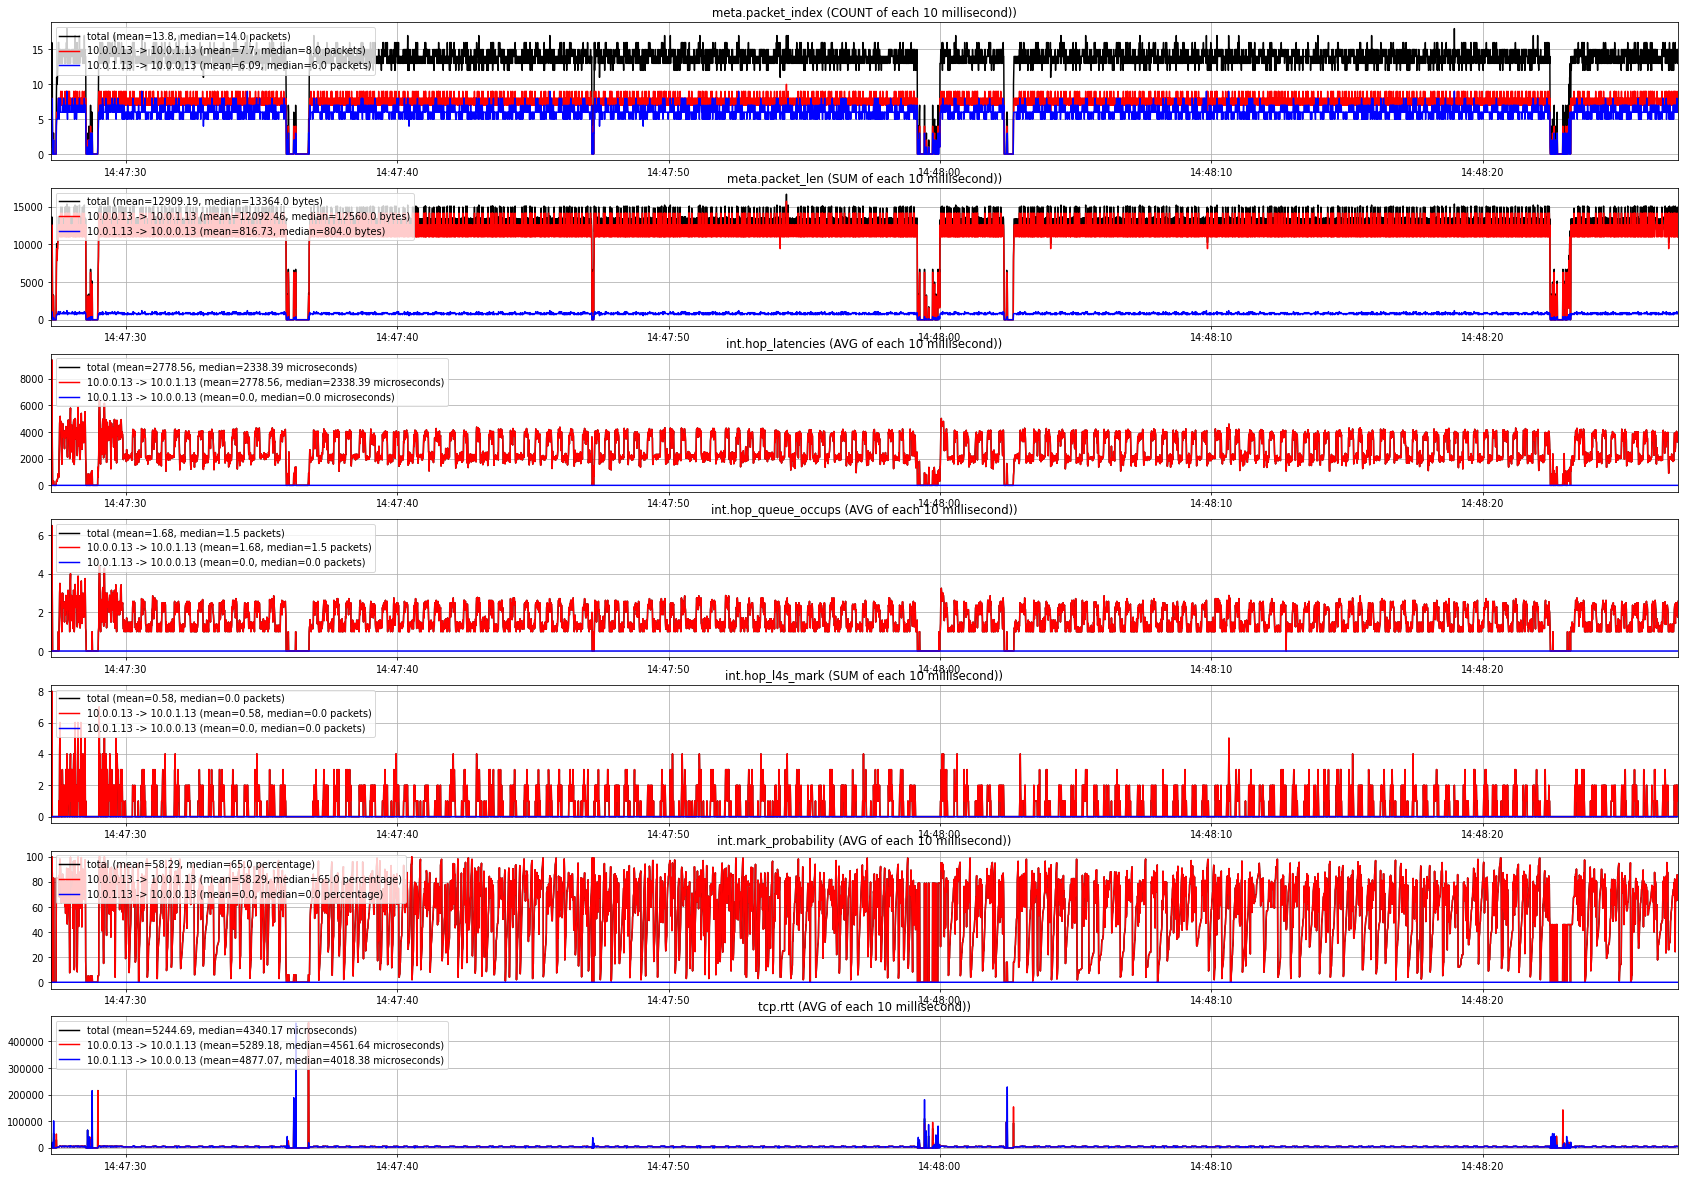 meta.packet_index (COUNT of each 10 millisecond))
total (mean=13.8, median=14.0 packets)
10.0.0.13 -> 10.0.1.13 (mean=7.7, median=8.0 packets)
10.0.1.13 -> 10.0.0.13 (mean=6.09, median=6.0 packets)
15
10
5
0
14:47:30 14:47:40 14:47:50 14:48:00 14:48:10 14:48:20
meta.packet_len (SUM of each 10 millisecond))
total (mean=12909.19, median=13364.0 bytes)
10.0.0.13 -> 10.0.1.13 (mean=12092.46, median=12560.0 bytes)
10.0.1.13 -> 10.0.0.13 (mean=816.73, median=804.0 bytes)
15000
10000
5000
0
14:47:30 14:47:40 14:47:50 14:48:00 14:48:10 14:48:20
int.hop_latencies (AVG of each 10 millisecond))
total (mean=2778.56, median=2338.39 microseconds)
10.0.0.13 -> 10.0.1.13 (mean=2778.56, median=2338.39 microseconds)
10.0.1.13 -> 10.0.0.13 (mean=0.0, median=0.0 microseconds)
8000
6000
4000
2000
0
14:47:30 14:47:40 14:47:50 14:48:00 14:48:10 14:48:20
int.hop_queue_occups (AVG of each 10 millisecond))
total (mean=1.68, median=1.5 packets)
10.0.0.13 -> 10.0.1.13 (mean=1.68, median=1.5 packets)
10.0.1.13 -> 10.0.0.13 (mean=0.0, median=0.0 packets)
6
4
2
0
14:47:30 14:47:40 14:47:50 14:48:00 14:48:10 14:48:20
int.hop_l4s_mark (SUM of each 10 millisecond))
total (mean=0.58, median=0.0 packets)
10.0.0.13 -> 10.0.1.13 (mean=0.58, median=0.0 packets)
10.0.1.13 -> 10.0.0.13 (mean=0.0, median=0.0 packets)
8
6
4
2
0
14:47:30 14:47:40 14:47:50 14:48:00 14:48:10 14:48:20
int.mark_probability (AVG of each 10 millisecond))
total (mean=58.29, median=65.0 percentage)
10.0.0.13 -> 10.0.1.13 (mean=58.29, median=65.0 percentage)
10.0.1.13 -> 10.0.0.13 (mean=0.0, median=0.0 percentage)
100
80
60
40
20
0
14:47:30 14:47:40 14:47:50 14:48:00 14:48:10 14:48:20
tcp.rtt (AVG of each 10 millisecond))
total (mean=5244.69, median=4340.17 microseconds)
10.0.0.13 -> 10.0.1.13 (mean=5289.18, median=4561.64 microseconds)
10.0.1.13 -> 10.0.0.13 (mean=4877.07, median=4018.38 microseconds)
400000
300000
200000
100000
0
14:47:30 14:47:40 14:47:50 14:48:00 14:48:10 14:48:20